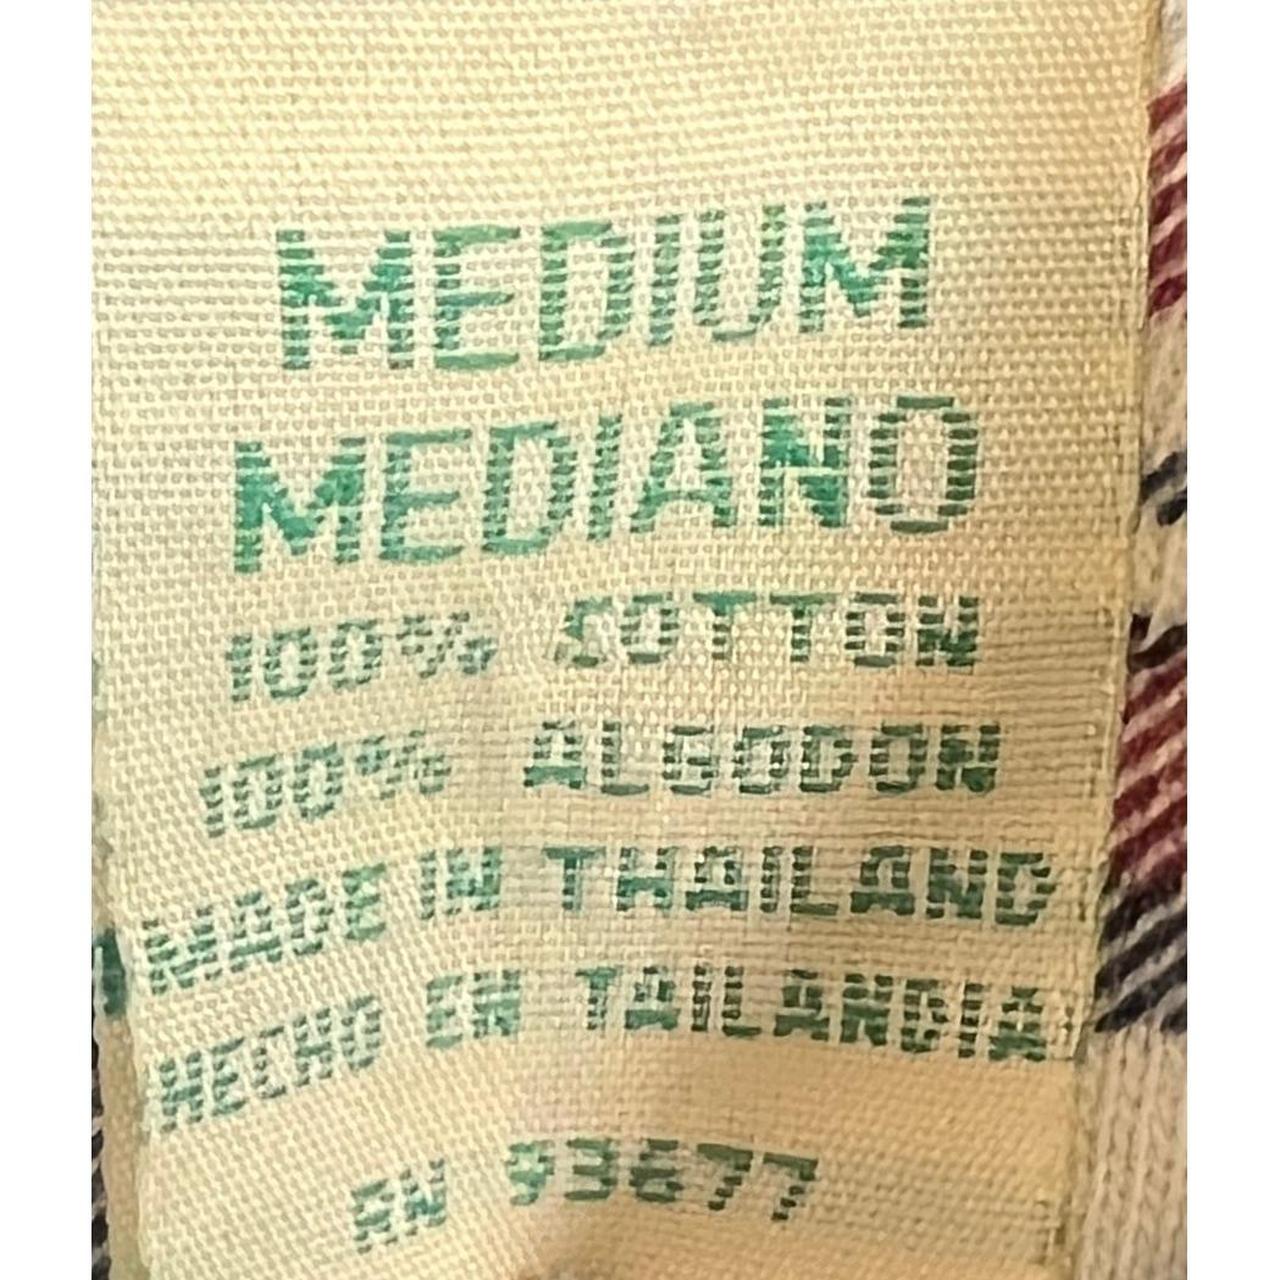 MEDIUM
MEDIANO
100% COTTON
100% ALGODON
MADE IN THAILAND
HECHO EN TAILANDIA
RN 93677